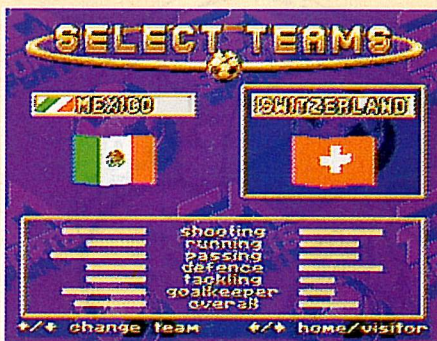 SELECT TEAMS
MEXICO
SWITZERLAND
shooting
running
passing
defence
tackling
goalkeeper
overall
↑/↓ change team
←/→ home/visitor